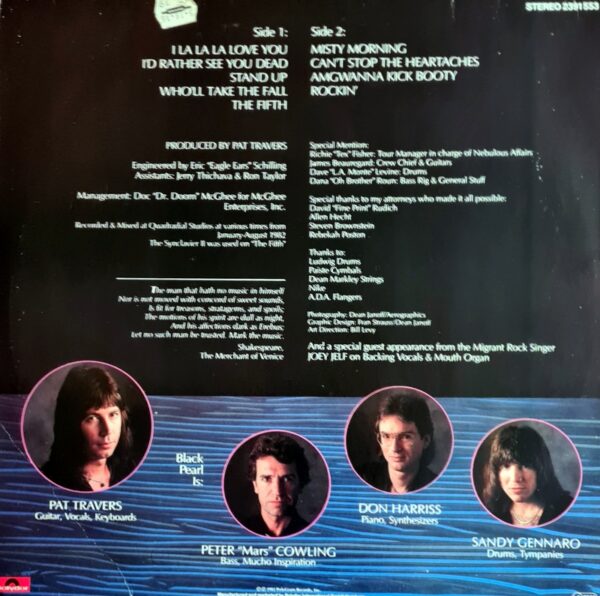 STEREO 2391 553
Side 1:
I LA LA LA LOVE YOU
I'D RATHER SEE YOU DEAD
STAND UP
WHO'LL TAKE THE FALL
THE FIFTH
Side 2:
MISTY MORNING
CAN'T STOP THE HEARTACHES
AMGWANNA KICK BOOTY
ROCKIN'
PRODUCED BY PAT TRAVERS
Engineered by Eric "Eagle Ears" Schilling
Assistants: Jerry Thichava & Ron Taylor
Management: Doc "Dr. Doom" McGhee for McGhee
Enterprises, Inc.
Recorded & Mixed at Quadradial Studios at various times from
January-August 1982
The Synclavier II was used on "The Fifth"
The man that hath no music in himself
Nor is not moved with concord of sweet sounds,
Is fit for treasons, stratagems, and spoils;
The motions of his spirit are dull as night,
And his affections dark as Erebus;
Let no such man be trusted. Mark the music.
Shakespeare,
The Merchant of Venice
Special Mention:
Richie "Tex" Fisher: Tour Manager in charge of Nebulous Affairs
James Beauregard: Crew Chief & Guitars
Dave "L.A. Monte" Levine: Drums
Dana "Oh Brother" Roun: Bass Rig & General Stuff
Special thanks to my attorneys who made it all possible:
David "Fine Print" Rudich
Allen Hecht
Steven Brownstein
Rebekah Poston
Thanks to:
Ludwig Drums
Paiste Cymbals
Dean Markley Strings
Nike
A.D.A. Flangers
Photography: Dean Janoff/Aerographics
Graphic Design: Fran Strauss/Dean Janoff
Art Direction: Bill Levy
And a special guest appearance from the Migrant Rock Singer
JOEY JELF on Backing Vocals & Mouth Organ
Black
Pearl
Is:
PAT TRAVERS
Guitar, Vocals, Keyboards
PETER "Mars" COWLING
Bass, Mucho Inspiration
DON HARRISS
Piano, Synthesizers
SANDY GENNARO
Drums, Tympanies
polydor
PolyGram Records, Inc.